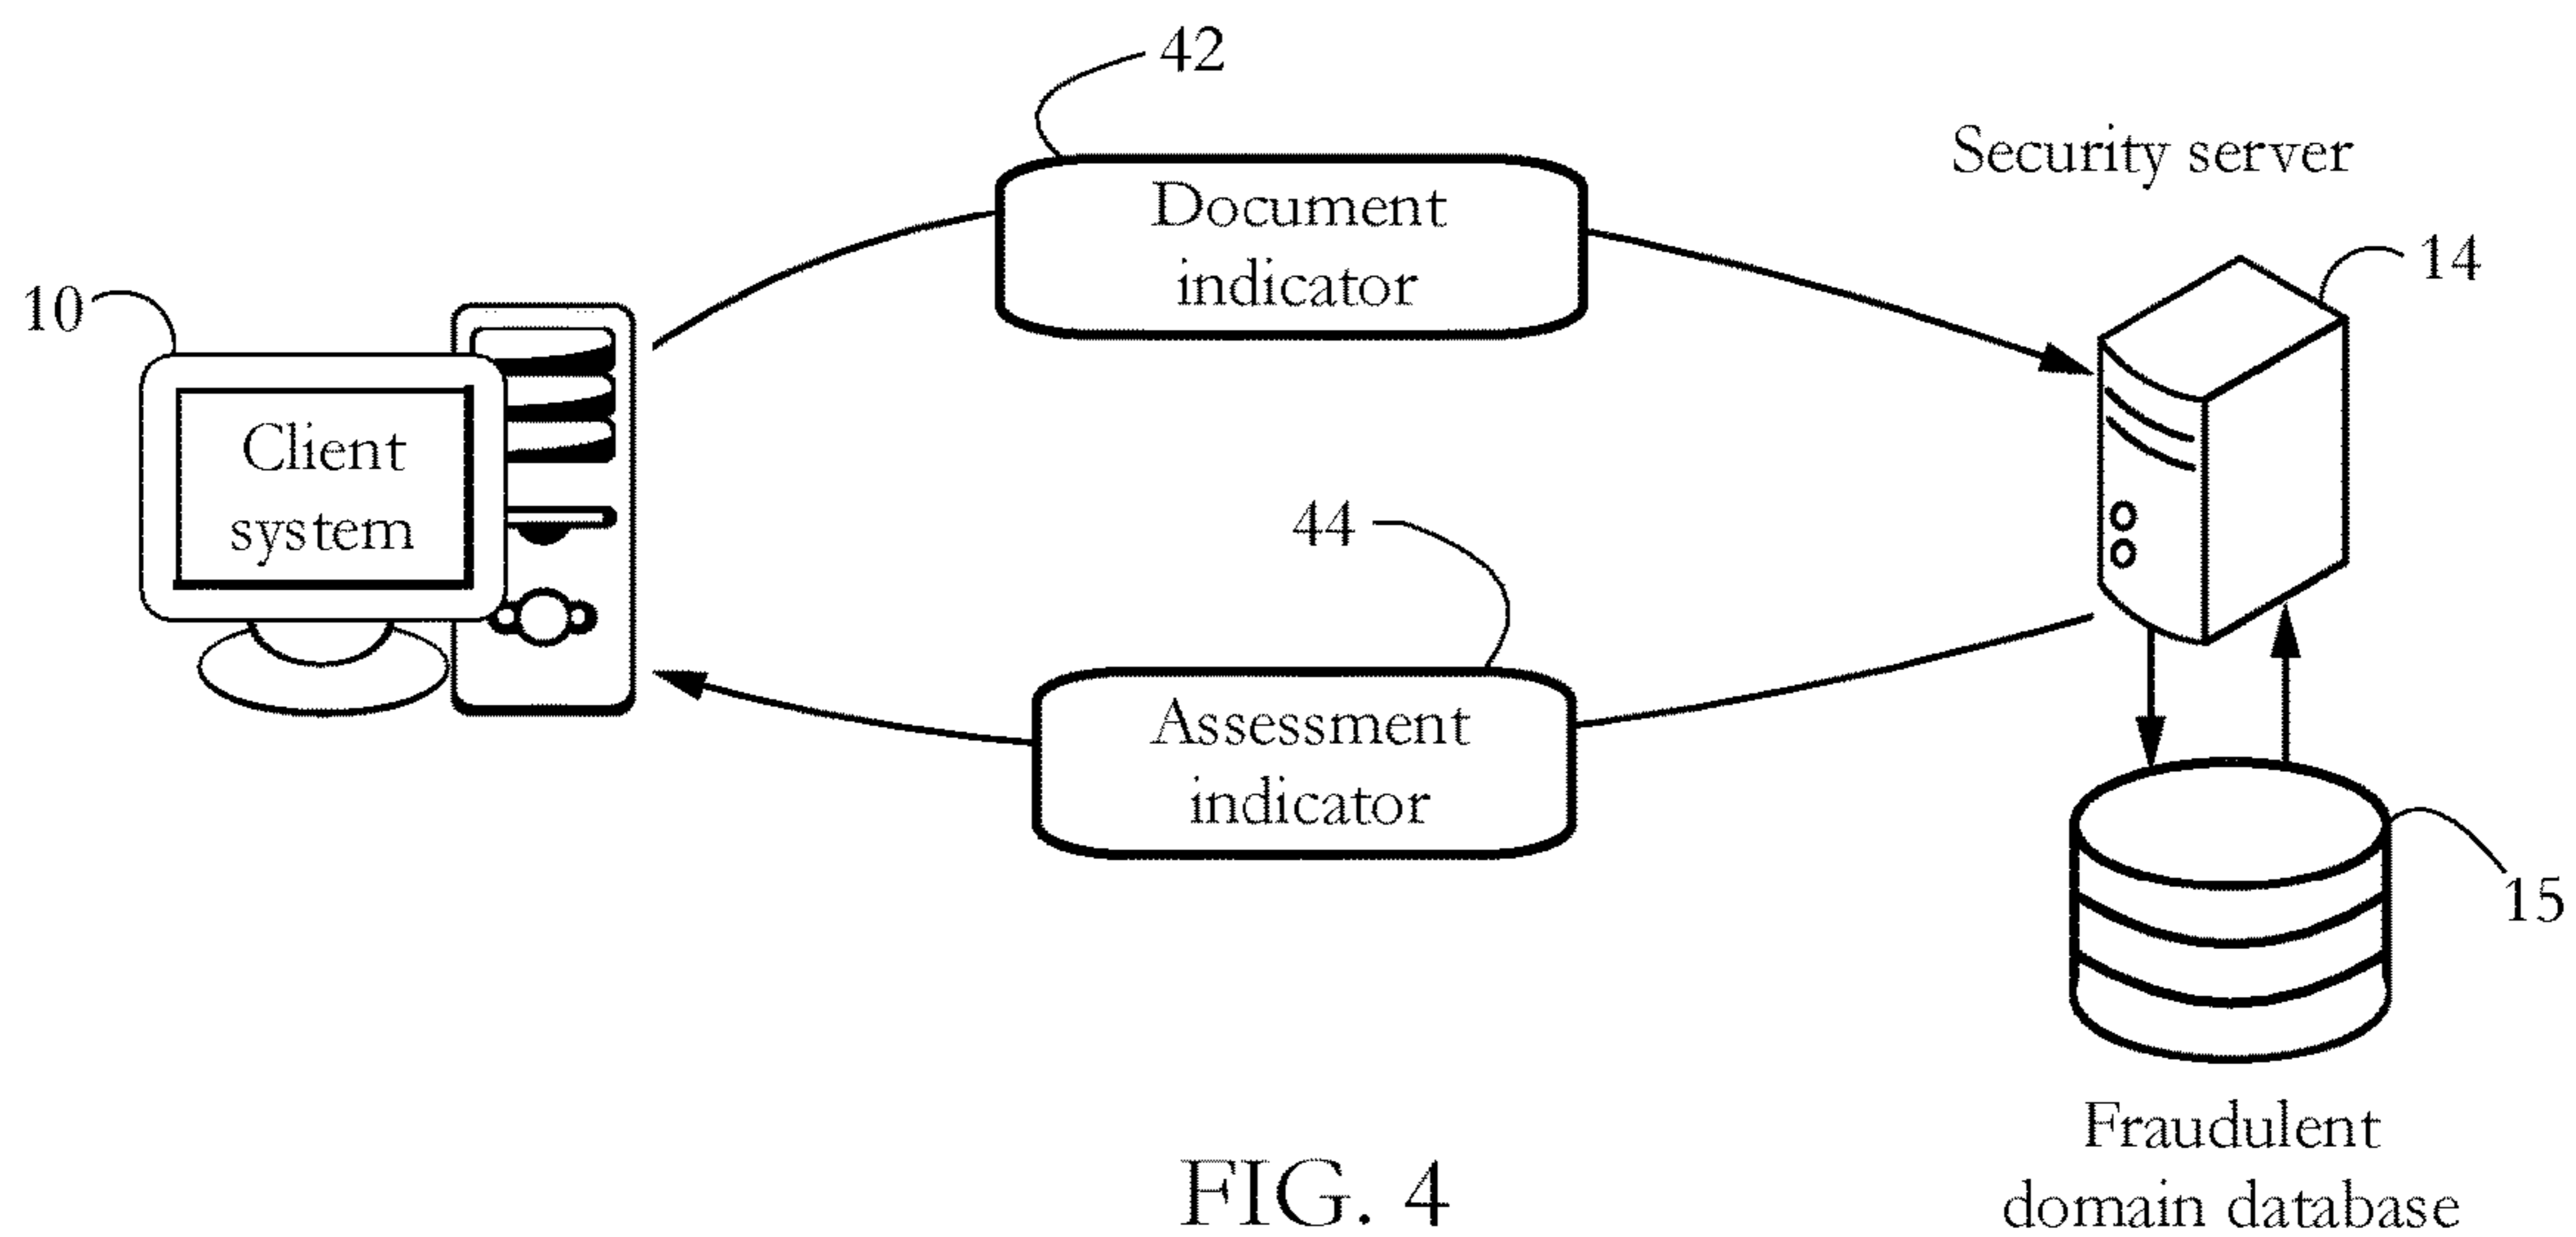 42
Document
indicator
Security server
14
10
Client
system
44
Assessment
indicator
15
Fraudulent
domain database
FIG. 4